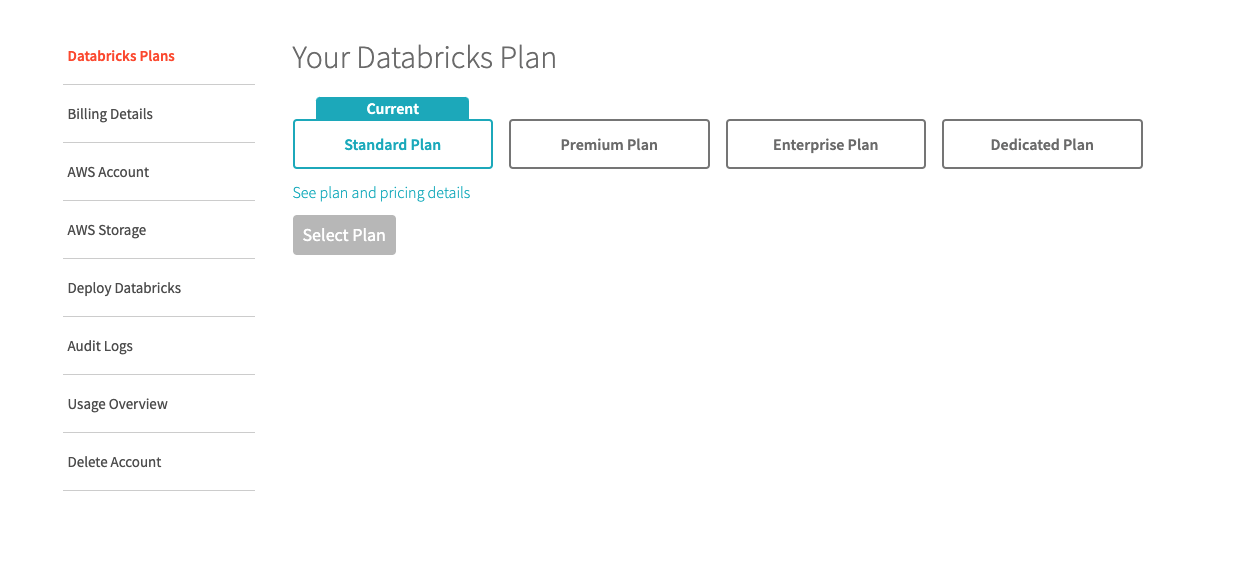 Databricks Plans
Billing Details
AWS Account
AWS Storage
Deploy Databricks
Audit Logs
Usage Overview
Delete Account
Your Databricks Plan
Current
Standard Plan
Premium Plan
Enterprise Plan
Dedicated Plan
See plan and pricing details
Select Plan